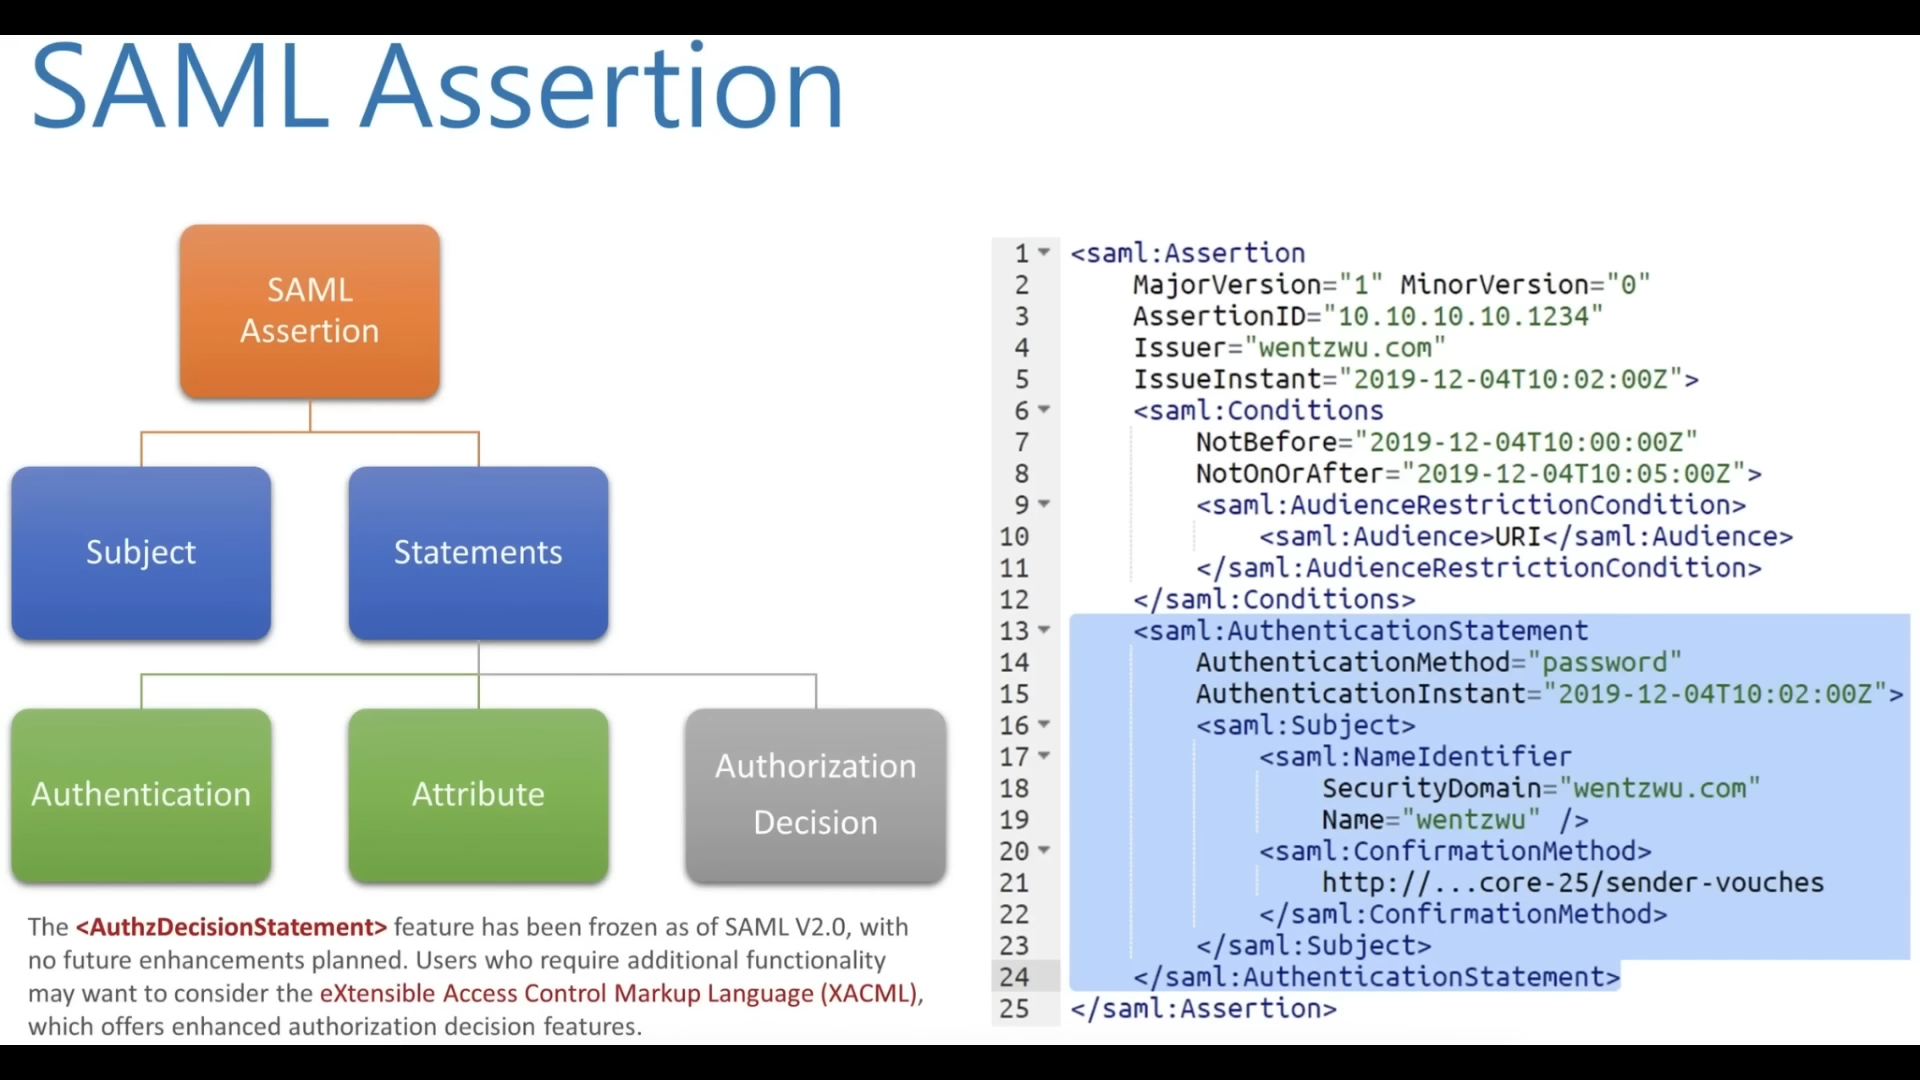 SAML Assertion
SAML
Assertion
Subject
Statements
Authentication
Attribute
Authorization
Decision
The <AuthzDecisionStatement> feature has been frozen as of SAML V2.0, with
no future enhancements planned. Users who require additional functionality
may want to consider the eXtensible Access Control Markup Language (XACML),
which offers enhanced authorization decision features.
1 <saml:Assertion
2 MajorVersion="1" MinorVersion="0"
3 AssertionID="10.10.10.10.1234"
4 Issuer="wentzwu.com"
5 IssueInstant="2019-12-04T10:02:00Z">
6 <saml:Conditions
7 NotBefore="2019-12-04T10:00:00Z"
8 NotOnOrAfter="2019-12-04T10:05:00Z">
9 <saml:AudienceRestrictionCondition>
10 <saml:Audience>URI</saml:Audience>
11 </saml:AudienceRestrictionCondition>
12 </saml:Conditions>
13 <saml:AuthenticationStatement
14 AuthenticationMethod="password"
15 AuthenticationInstant="2019-12-04T10:02:00Z">
16 <saml:Subject>
17 <saml:NameIdentifier
18 SecurityDomain="wentzwu.com"
19 Name="wentzwu" />
20 <saml:ConfirmationMethod>
21 http://...core-25/sender-vouches
22 </saml:ConfirmationMethod>
23 </saml:Subject>
24 </saml:AuthenticationStatement>
25 </saml:Assertion>